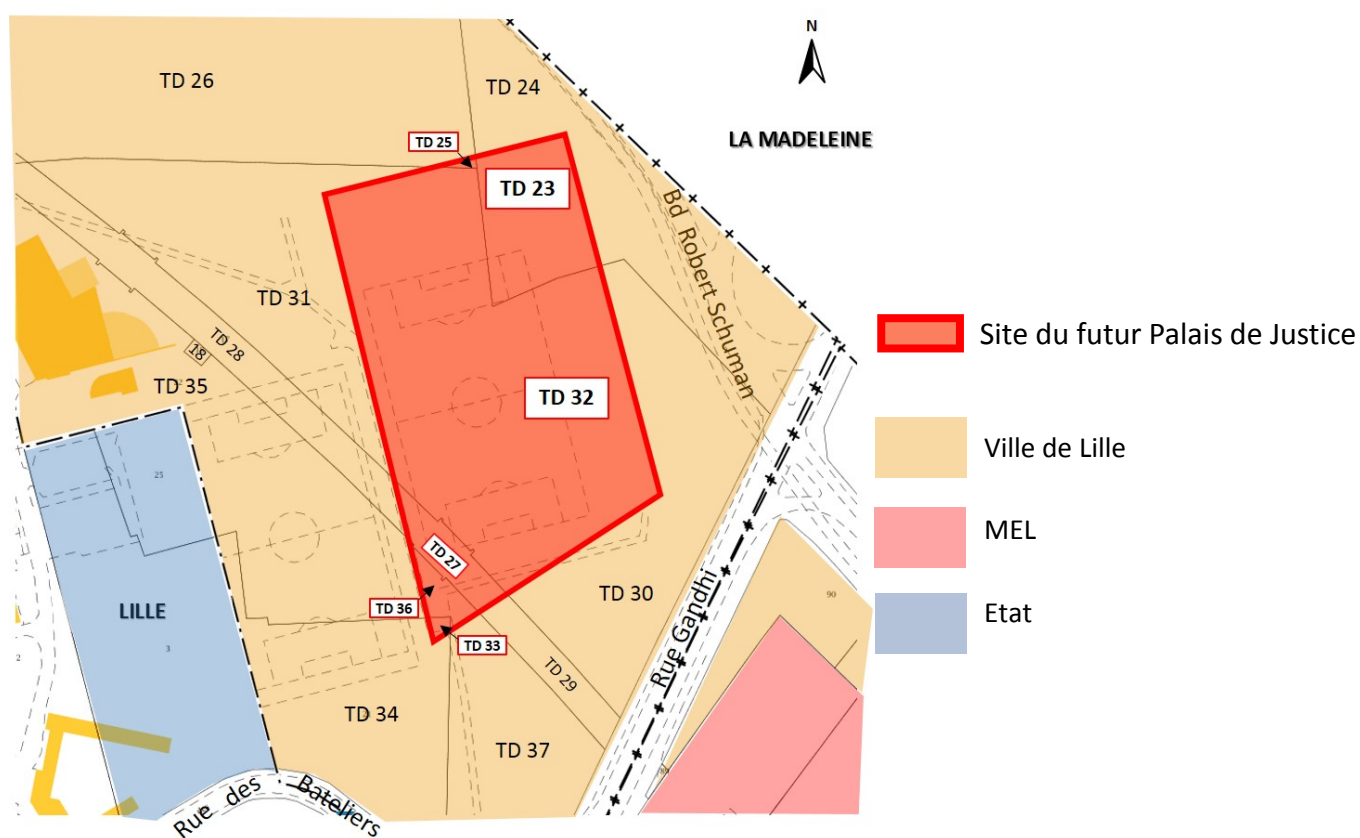 N
TD 26
TD 24
LA MADELEINE
TD 25
TD 23
Bd Robert Schuman
TD 31
TD 28
18
TD 35
TD 32
Site du futur Palais de Justice
Ville de Lille
MEL
Etat
25
TD 27
TD 36
TD 30
TD 33
LILLE
3
90
Rue Gandhi
TD 29
2
TD 34
TD 37
Rue des Bateliers